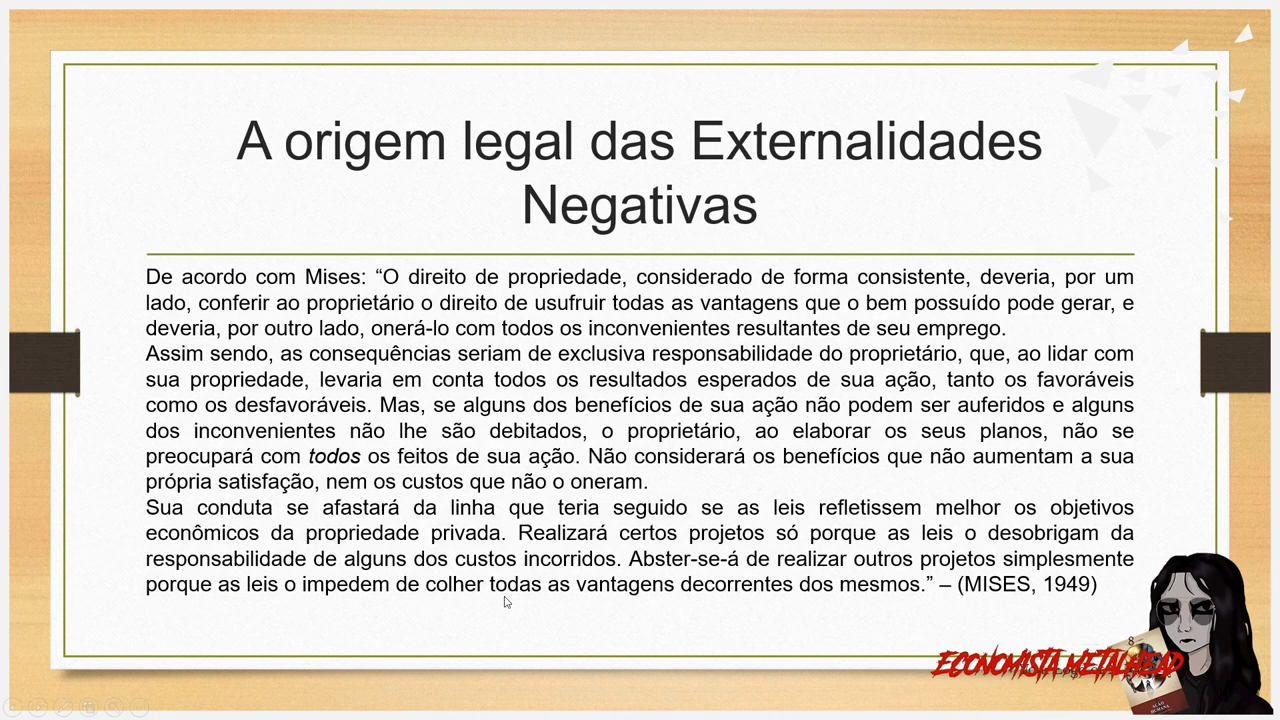 A origem legal das Externalidades
Negativas
De acordo com Mises: “O direito de propriedade, considerado de forma consistente, deveria, por um
lado, conferir ao proprietário o direito de usufruir todas as vantagens que o bem possuído pode gerar, e
deveria, por outro lado, onerá-lo com todos os inconvenientes resultantes de seu emprego.
Assim sendo, as consequências seriam de exclusiva responsabilidade do proprietário, que, ao lidar com
sua propriedade, levaria em conta todos os resultados esperados de sua ação, tanto os favoráveis
como os desfavoráveis. Mas, se alguns dos benefícios de sua ação não podem ser auferidos e alguns
dos inconvenientes não lhe são debitados, o proprietário, ao elaborar os seus planos, não se
preocupará com todos os feitos de sua ação. Não considerará os benefícios que não aumentam a sua
própria satisfação, nem os custos que não o oneram.
Sua conduta se afastará da linha que teria seguido se as leis refletissem melhor os objetivos
econômicos da propriedade privada. Realizará certos projetos só porque as leis o desobrigam da
responsabilidade de alguns dos custos incorridos. Abster-se-á de realizar outros projetos simplesmente
porque as leis o impedem de colher todas as vantagens decorrentes dos mesmos.” – (MISES, 1949)
8
ECONOMISTA METALHEAD
AÇÃO
HUMANA